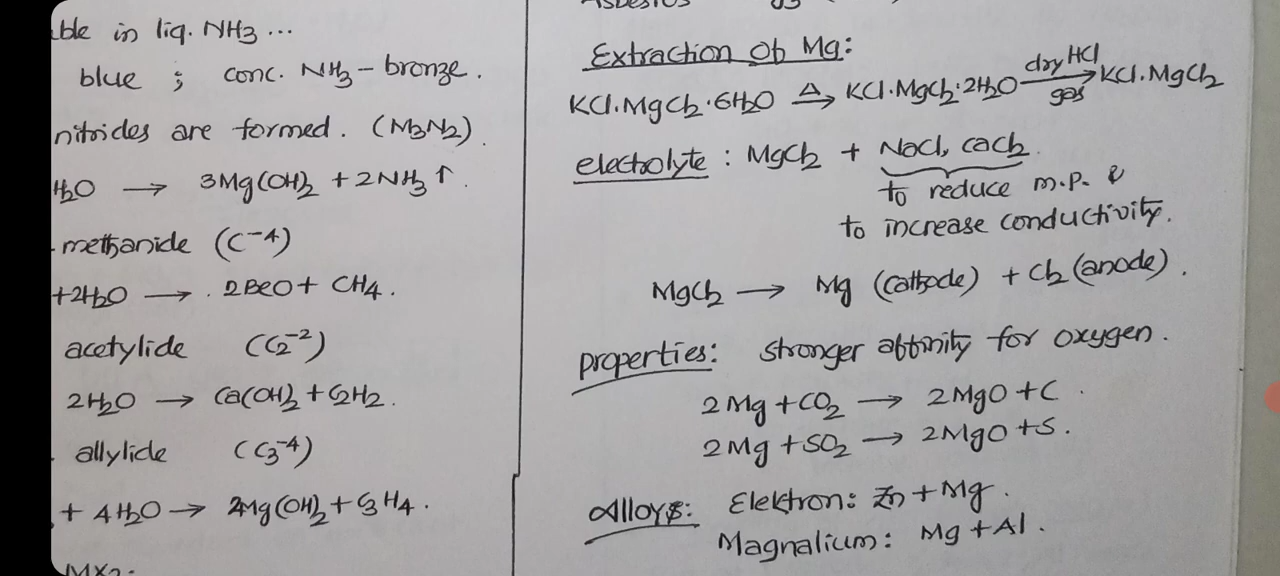 ble in liq. NH3 ...
blue ; conc. NH3 - bronze.
nitrides are formed. (M3N2)
H2O → 3Mg(OH)2 + 2NH3 ↑.
methanide (C-4)
+2H2O → 2BeO + CH4.
acetylide (C2-2)
2H2O → Ca(OH)2 + C2H2.
allylide (C3-4)
+ 4H2O → 2Mg(OH)2 + C3H4.
MX2:
Asbestos
Extraction of Mg:
KCl.MgCl2.6H2O Δ→ KCl.MgCl2.2H2O dry HCl gas→ KCl.MgCl2
electrolyte : MgCl2 + NaCl, CaCl2.
to reduce m.p. &
to increase conductivity.
MgCl2 → Mg (cathode) + Cl2 (anode).
properties: stronger affinity for oxygen.
2Mg + CO2 → 2MgO + C.
2Mg + SO2 → 2MgO + S.
Alloys: Elektron: Zn + Mg.
Magnalium: Mg + Al.